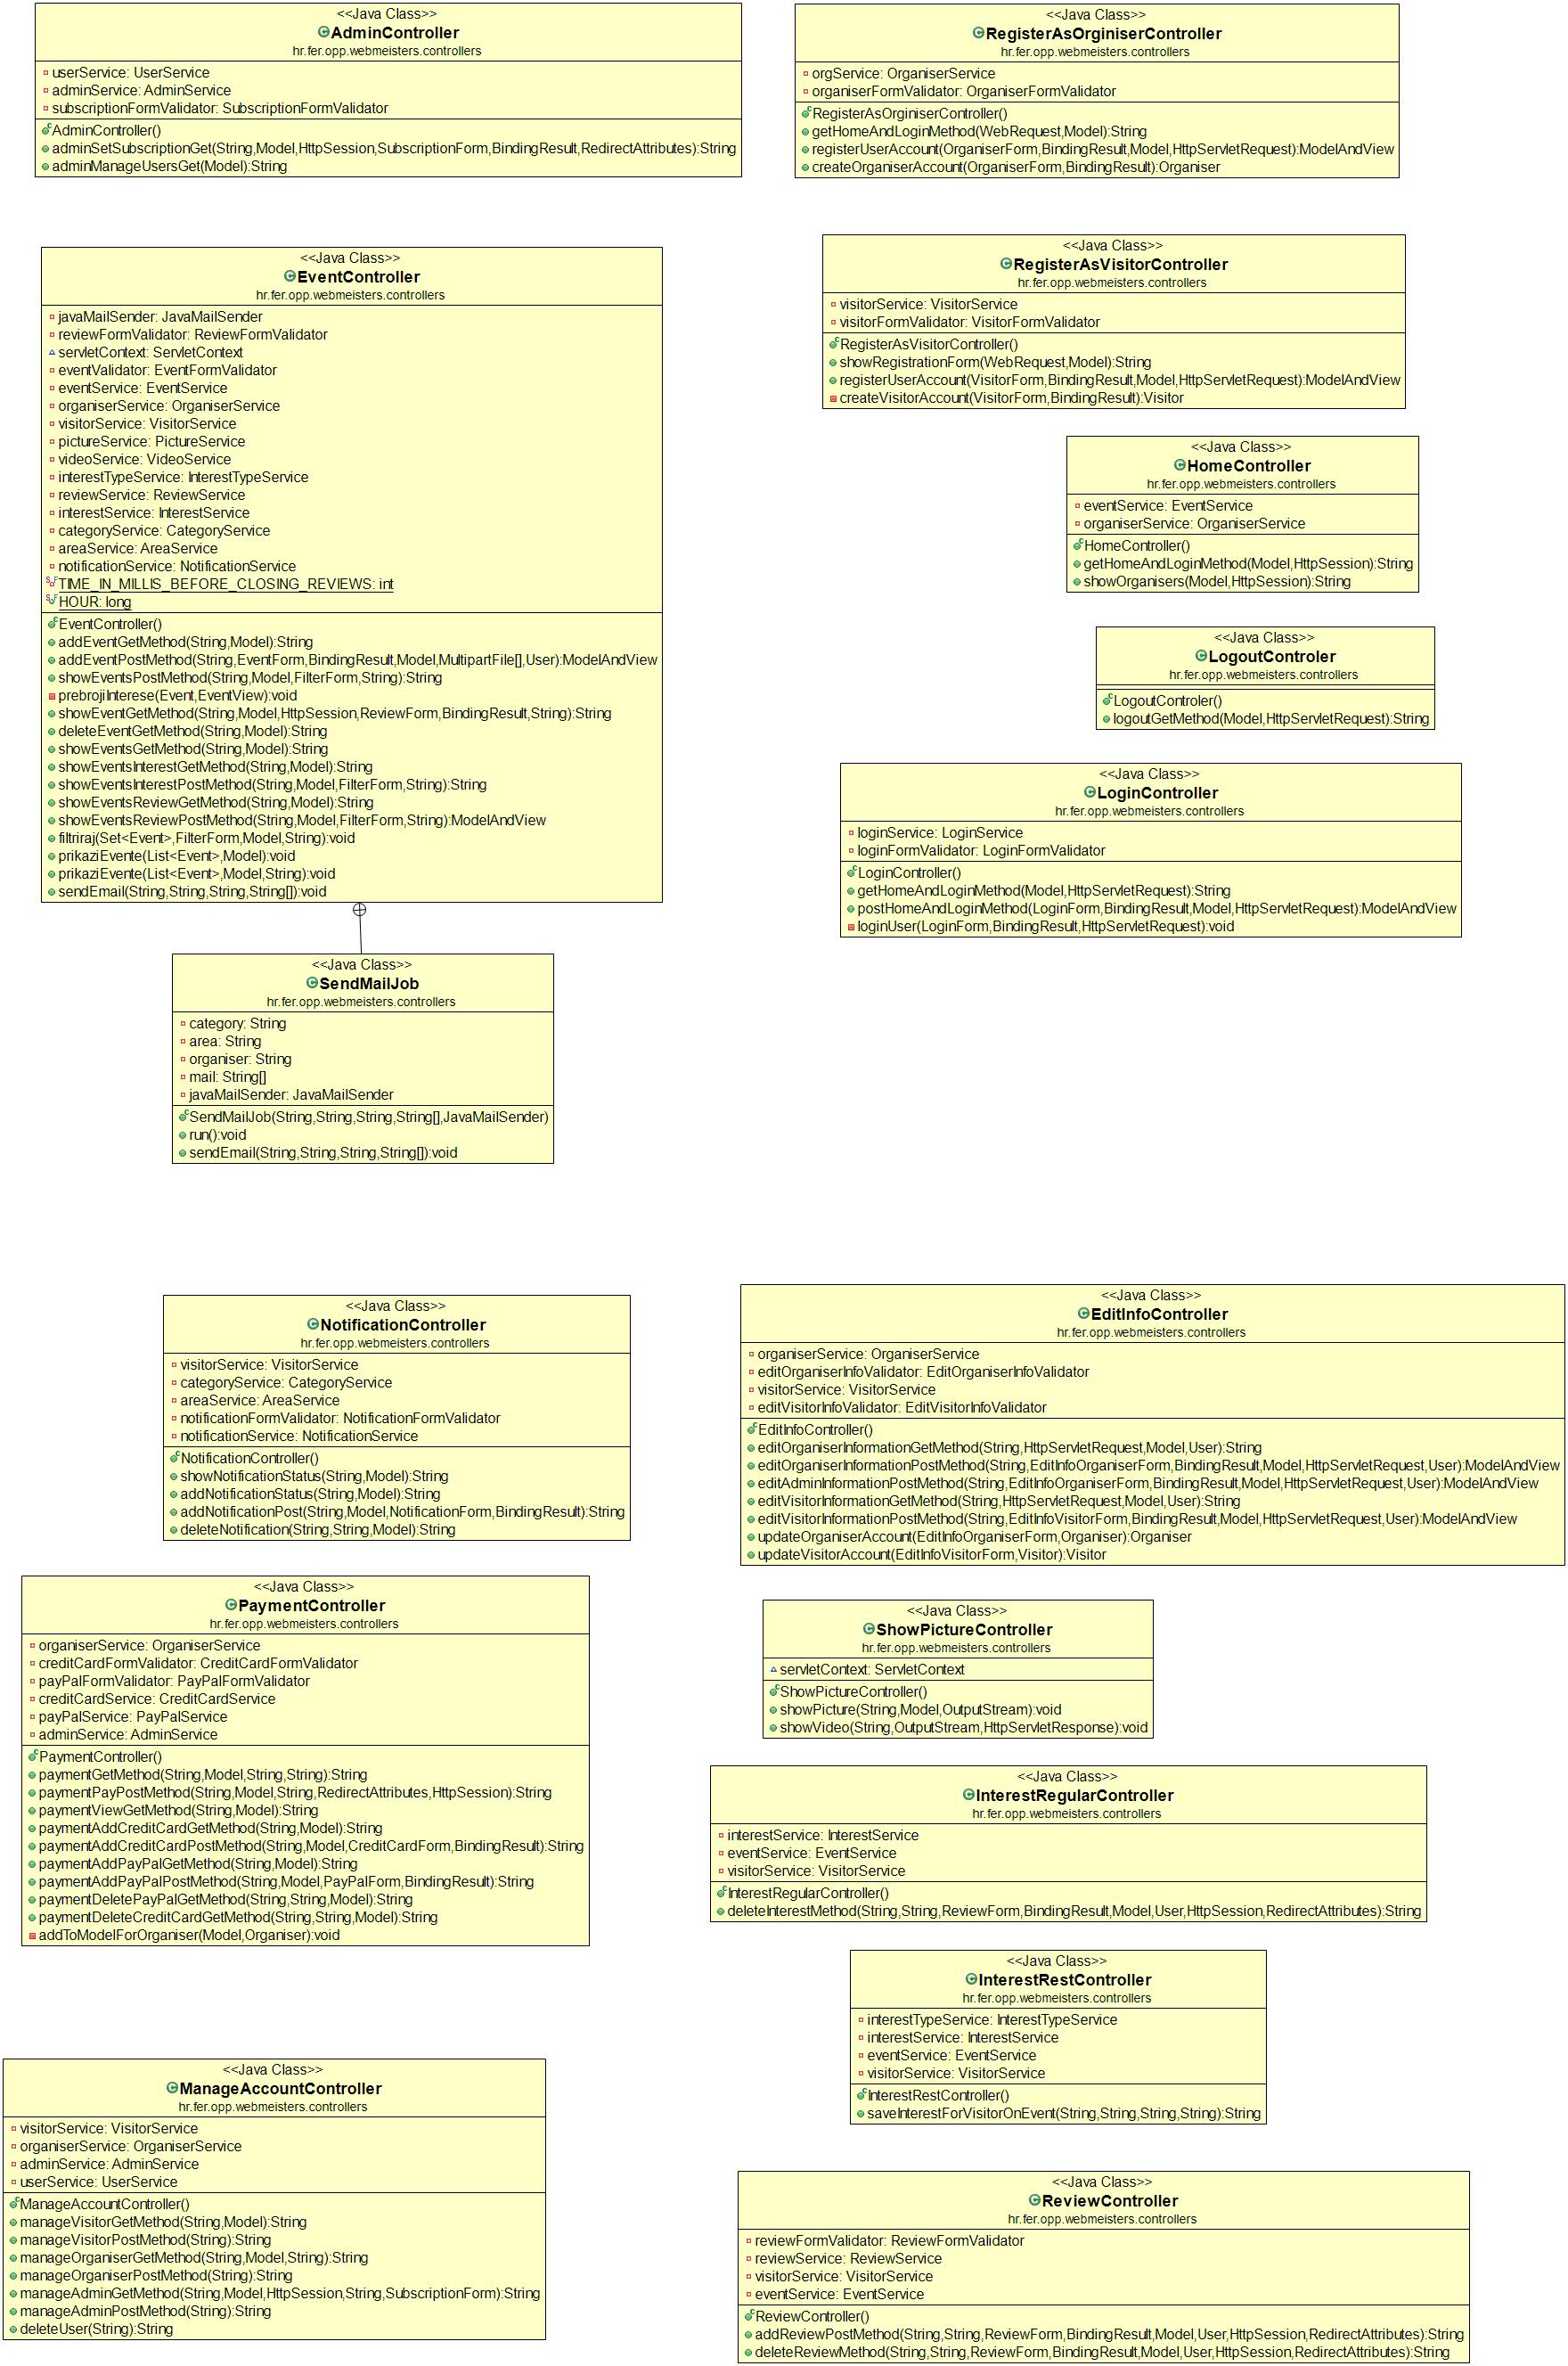 <<Java Class>>
AdminController
hr.fer.opp.webmeisters.controllers
userService: UserService
adminService: AdminService
subscriptionFormValidator: SubscriptionFormValidator
AdminController()
adminSetSubscriptionGet(String,Model,HttpSession,SubscriptionForm,BindingResult,RedirectAttributes):String
adminManageUsersGet(Model):String
<<Java Class>>
RegisterAsOrginiserController
hr.fer.opp.webmeisters.controllers
orgService: OrganiserService
organiserFormValidator: OrganiserFormValidator
RegisterAsOrginiserController()
getHomeAndLoginMethod(WebRequest,Model):String
registerUserAccount(OrganiserForm,BindingResult,Model,HttpServletRequest):ModelAndView
createOrganiserAccount(OrganiserForm,BindingResult):Organiser
<<Java Class>>
EventController
hr.fer.opp.webmeisters.controllers
javaMailSender: JavaMailSender
reviewFormValidator: ReviewFormValidator
servletContext: ServletContext
eventValidator: EventFormValidator
eventService: EventService
organiserService: OrganiserService
visitorService: VisitorService
pictureService: PictureService
videoService: VideoService
interestTypeService: InterestTypeService
reviewService: ReviewService
interestService: InterestService
categoryService: CategoryService
areaService: AreaService
notificationService: NotificationService
TIME_IN_MILLIS_BEFORE_CLOSING_REVIEWS: int
HOUR: long
EventController()
addEventGetMethod(String,Model):String
addEventPostMethod(String,EventForm,BindingResult,Model,MultipartFile[],User):ModelAndView
showEventsPostMethod(String,Model,FilterForm,String):String
prebrojiInterese(Event,EventView):void
showEventGetMethod(String,Model,HttpSession,ReviewForm,BindingResult,String):String
deleteEventGetMethod(String,Model):String
showEventsGetMethod(String,Model):String
showEventsInterestGetMethod(String,Model):String
showEventsInterestPostMethod(String,Model,FilterForm,String):String
showEventsReviewGetMethod(String,Model):String
showEventsReviewPostMethod(String,Model,FilterForm,String):ModelAndView
filtriraj(Set<Event>,FilterForm,Model,String):void
prikaziEvente(List<Event>,Model):void
prikaziEvente(List<Event>,Model,String):void
sendEmail(String,String,String,String[]):void
<<Java Class>>
RegisterAsVisitorController
hr.fer.opp.webmeisters.controllers
visitorService: VisitorService
visitorFormValidator: VisitorFormValidator
RegisterAsVisitorController()
showRegistrationForm(WebRequest,Model):String
registerUserAccount(VisitorForm,BindingResult,Model,HttpServletRequest):ModelAndView
createVisitorAccount(VisitorForm,BindingResult):Visitor
<<Java Class>>
HomeController
hr.fer.opp.webmeisters.controllers
eventService: EventService
organiserService: OrganiserService
HomeController()
getHomeAndLoginMethod(Model,HttpSession):String
showOrganisers(Model,HttpSession):String
<<Java Class>>
LogoutControler
hr.fer.opp.webmeisters.controllers
LogoutControler()
logoutGetMethod(Model,HttpServletRequest):String
<<Java Class>>
LoginController
hr.fer.opp.webmeisters.controllers
loginService: LoginService
loginFormValidator: LoginFormValidator
LoginController()
getHomeAndLoginMethod(Model,HttpServletRequest):String
postHomeAndLoginMethod(LoginForm,BindingResult,Model,HttpServletRequest):ModelAndView
loginUser(LoginForm,BindingResult,HttpServletRequest):void
<<Java Class>>
SendMailJob
hr.fer.opp.webmeisters.controllers
category: String
area: String
organiser: String
mail: String[]
javaMailSender: JavaMailSender
SendMailJob(String,String,String,String[],JavaMailSender)
run():void
sendEmail(String,String,String,String[]):void
<<Java Class>>
NotificationController
hr.fer.opp.webmeisters.controllers
visitorService: VisitorService
categoryService: CategoryService
areaService: AreaService
notificationFormValidator: NotificationFormValidator
notificationService: NotificationService
NotificationController()
showNotificationStatus(String,Model):String
addNotificationStatus(String,Model):String
addNotificationPost(String,Model,NotificationForm,BindingResult):String
deleteNotification(String,String,Model):String
<<Java Class>>
EditInfoController
hr.fer.opp.webmeisters.controllers
organiserService: OrganiserService
editOrganiserInfoValidator: EditOrganiserInfoValidator
visitorService: VisitorService
editVisitorInfoValidator: EditVisitorInfoValidator
EditInfoController()
editOrganiserInformationGetMethod(String,HttpServletRequest,Model,User):String
editOrganiserInformationPostMethod(String,EditInfoOrganiserForm,BindingResult,Model,HttpServletRequest,User):ModelAndView
editAdminInformationPostMethod(String,EditInfoOrganiserForm,BindingResult,Model,HttpServletRequest,User):ModelAndView
editVisitorInformationGetMethod(String,HttpServletRequest,Model,User):String
editVisitorInformationPostMethod(String,EditInfoVisitorForm,BindingResult,Model,HttpServletRequest,User):ModelAndView
updateOrganiserAccount(EditInfoOrganiserForm,Organiser):Organiser
updateVisitorAccount(EditInfoVisitorForm,Visitor):Visitor
<<Java Class>>
PaymentController
hr.fer.opp.webmeisters.controllers
organiserService: OrganiserService
creditCardFormValidator: CreditCardFormValidator
payPalFormValidator: PayPalFormValidator
creditCardService: CreditCardService
payPalService: PayPalService
adminService: AdminService
PaymentController()
paymentGetMethod(String,Model,String,String):String
paymentPayPostMethod(String,Model,String,RedirectAttributes,HttpSession):String
paymentViewGetMethod(String,Model):String
paymentAddCreditCardGetMethod(String,Model):String
paymentAddCreditCardPostMethod(String,Model,CreditCardForm,BindingResult):String
paymentAddPayPalGetMethod(String,Model):String
paymentAddPayPalPostMethod(String,Model,PayPalForm,BindingResult):String
paymentDeletePayPalGetMethod(String,String,Model):String
paymentDeleteCreditCardGetMethod(String,String,Model):String
addToModelForOrganiser(Model,Organiser):void
<<Java Class>>
ShowPictureController
hr.fer.opp.webmeisters.controllers
servletContext: ServletContext
ShowPictureController()
showPicture(String,Model,OutputStream):void
showVideo(String,OutputStream,HttpServletResponse):void
<<Java Class>>
InterestRegularController
hr.fer.opp.webmeisters.controllers
interestService: InterestService
eventService: EventService
visitorService: VisitorService
InterestRegularController()
deleteInterestMethod(String,String,ReviewForm,BindingResult,Model,User,HttpSession,RedirectAttributes):String
<<Java Class>>
InterestRestController
hr.fer.opp.webmeisters.controllers
interestTypeService: InterestTypeService
interestService: InterestService
eventService: EventService
visitorService: VisitorService
InterestRestController()
saveInterestForVisitorOnEvent(String,String,String,String):String
<<Java Class>>
ManageAccountController
hr.fer.opp.webmeisters.controllers
visitorService: VisitorService
organiserService: OrganiserService
adminService: AdminService
userService: UserService
ManageAccountController()
manageVisitorGetMethod(String,Model):String
manageVisitorPostMethod(String):String
manageOrganiserGetMethod(String,Model,String):String
manageOrganiserPostMethod(String):String
manageAdminGetMethod(String,Model,HttpSession,String,SubscriptionForm):String
manageAdminPostMethod(String):String
deleteUser(String):String
<<Java Class>>
ReviewController
hr.fer.opp.webmeisters.controllers
reviewFormValidator: ReviewFormValidator
reviewService: ReviewService
visitorService: VisitorService
eventService: EventService
ReviewController()
addReviewPostMethod(String,String,ReviewForm,BindingResult,Model,User,HttpSession,RedirectAttributes):String
deleteReviewMethod(String,String,ReviewForm,BindingResult,Model,User,HttpSession,RedirectAttributes):String